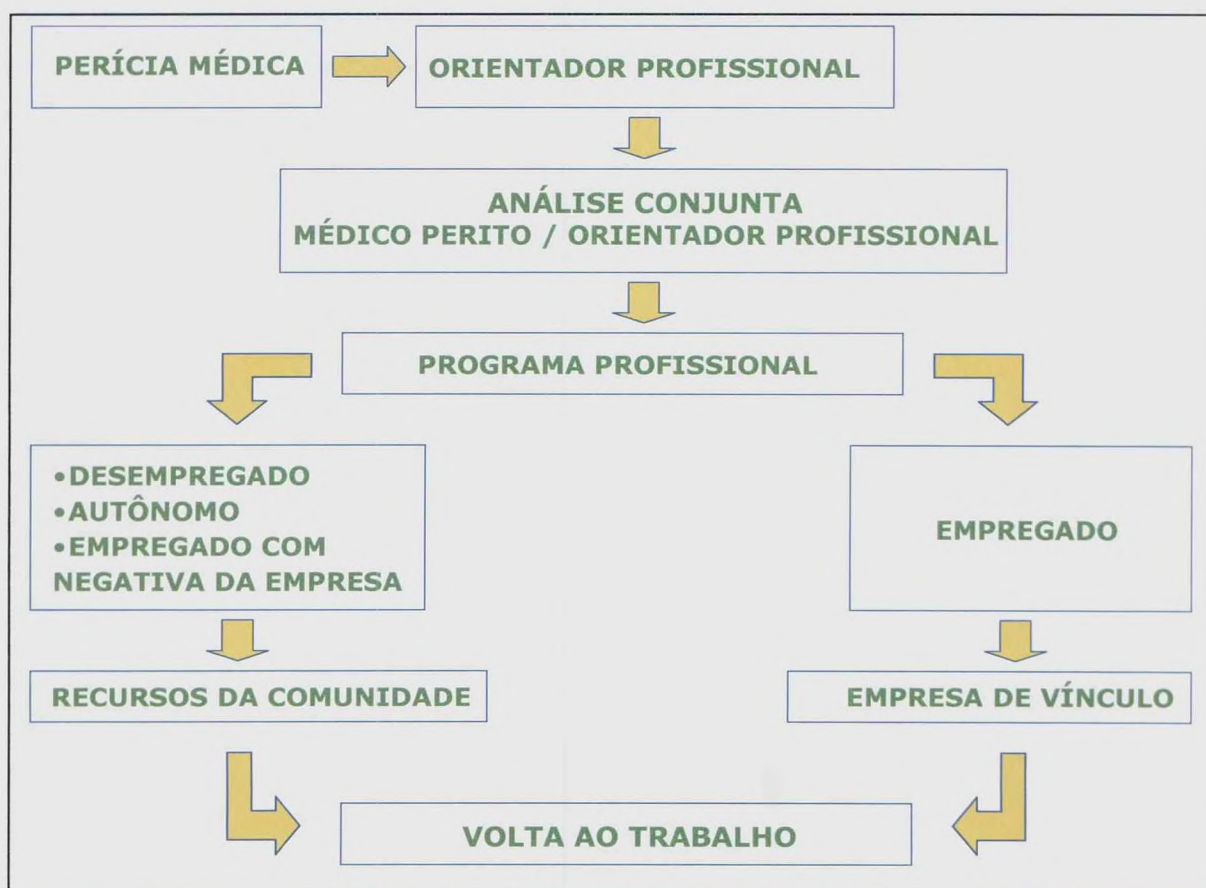 PERÍCIA MÉDICA
ORIENTADOR PROFISSIONAL
ANÁLISE CONJUNTA
MÉDICO PERITO / ORIENTADOR PROFISSIONAL
PROGRAMA PROFISSIONAL
•DESEMPREGADO
•AUTÔNOMO
•EMPREGADO COM
NEGATIVA DA EMPRESA
EMPREGADO
RECURSOS DA COMUNIDADE
EMPRESA DE VÍNCULO
VOLTA AO TRABALHO